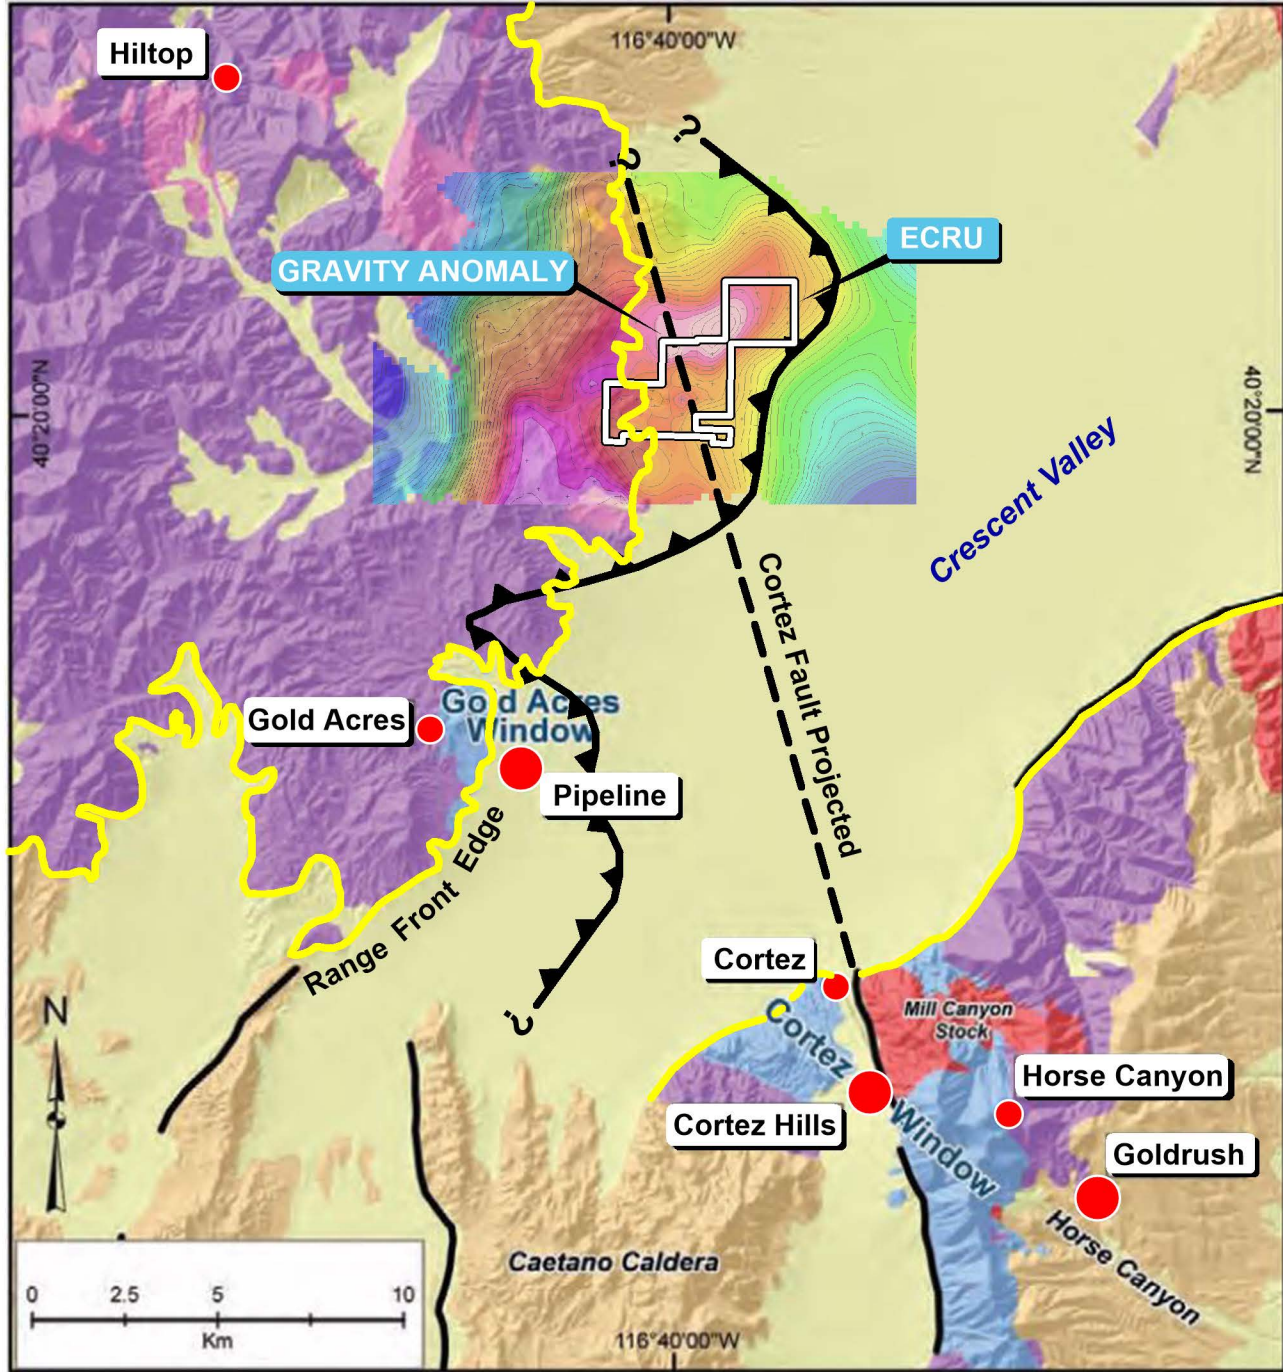 116°40'00"W
Hiltop
?
?
ECRU
GRAVITY ANOMALY
40°20'00"N
40°20'00"N
Crescent Valley
Cortez Fault Projected
Gold Acres
Window
Gold Acres
Pipeline
Range Front Edge
Cortez
Mill Canyon
Stock
?
N
Cortez
Window
Horse Canyon
Cortez Hills
Goldrush
Horse Canyon
Caetano Caldera
0 2.5 5 10
Km
116°40'00"W